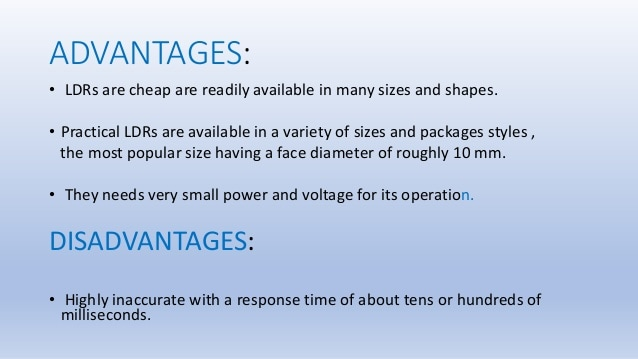 ADVANTAGES:
• LDRs are cheap are readily available in many sizes and shapes.
• Practical LDRs are available in a variety of sizes and packages styles ,
the most popular size having a face diameter of roughly 10 mm.
• They needs very small power and voltage for its operation.
DISADVANTAGES:
• Highly inaccurate with a response time of about tens or hundreds of
milliseconds.